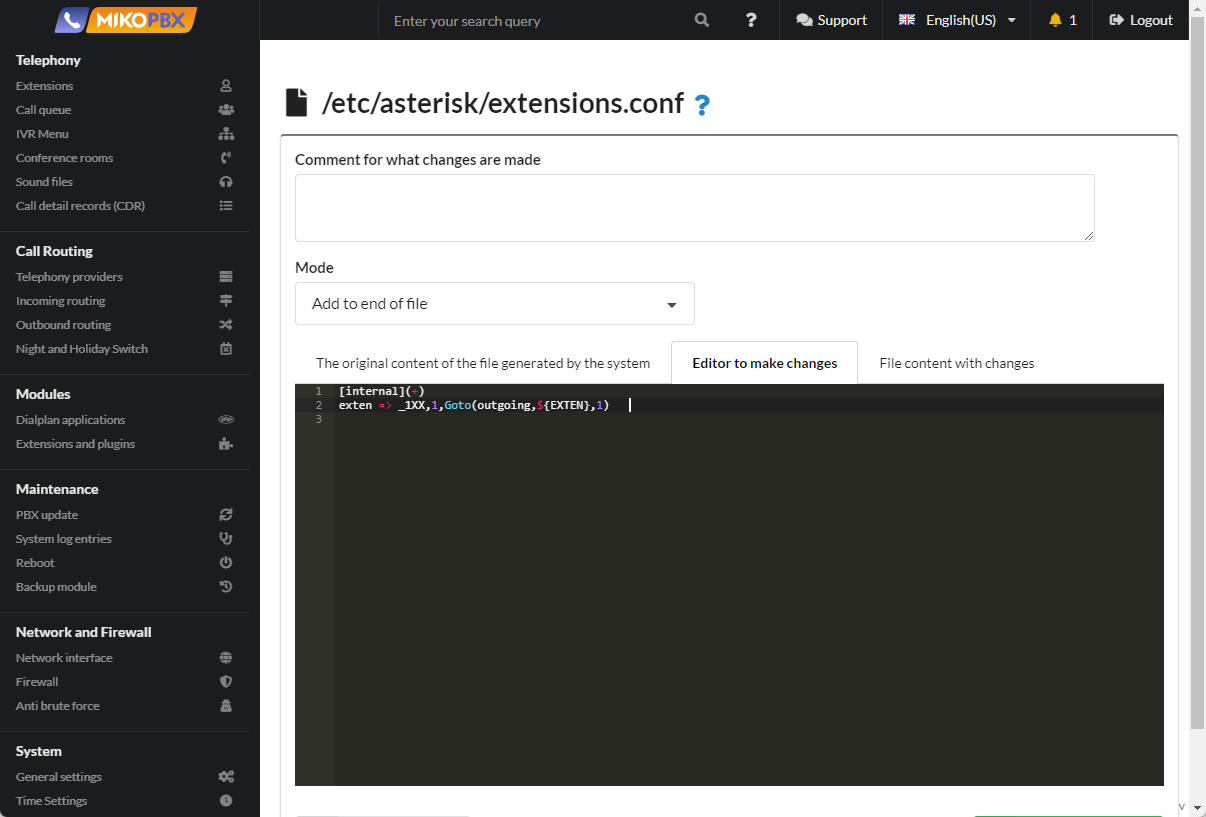 MIKOPBX
Enter your search query
?
Support
English(US)
1
Logout
Telephony
Extensions
Call queue
IVR Menu
Conference rooms
Sound files
Call detail records (CDR)
Call Routing
Telephony providers
Incoming routing
Outbound routing
Night and Holiday Switch
Modules
Dialplan applications
Extensions and plugins
Maintenance
PBX update
System log entries
Reboot
Backup module
Network and Firewall
Network interface
Firewall
Anti brute force
System
General settings
Time Settings
/etc/asterisk/extensions.conf ?
Comment for what changes are made
Mode
Add to end of file
The original content of the file generated by the system
Editor to make changes
File content with changes
1 [internal](+)
2 exten => _1XX,1,Goto(outgoing,${EXTEN},1)
3